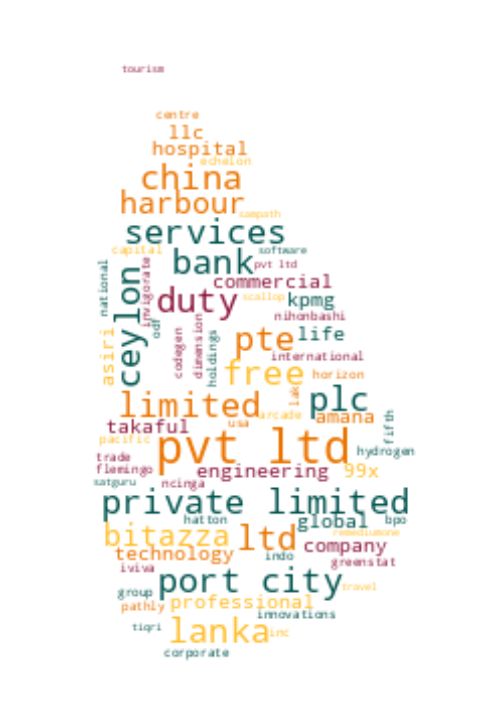 tourism
centre
llc
hospital
echelon
china
harbour
sampath
services
capital
software
bank
pvt ltd
national
invigorate
commercial
ceylon
duty
scallop
kpmg
odf
nihonbashi
codegen
dimension
holdings
pte
life
asiri
international
free
horizon
lak
limited
plc
arcade
amana
fifth
takaful
usa
pacific
pvt ltd
hydrogen
trade
flemingo
engineering
99x
satguru
ncinga
private limited
hatton
global
bpo
bitazza
ltd
remediumone
technology
indo
company
iviva
greenstat
port city
group
travel
pathly
professional
innovations
tiqri
lanka
inc
corporate